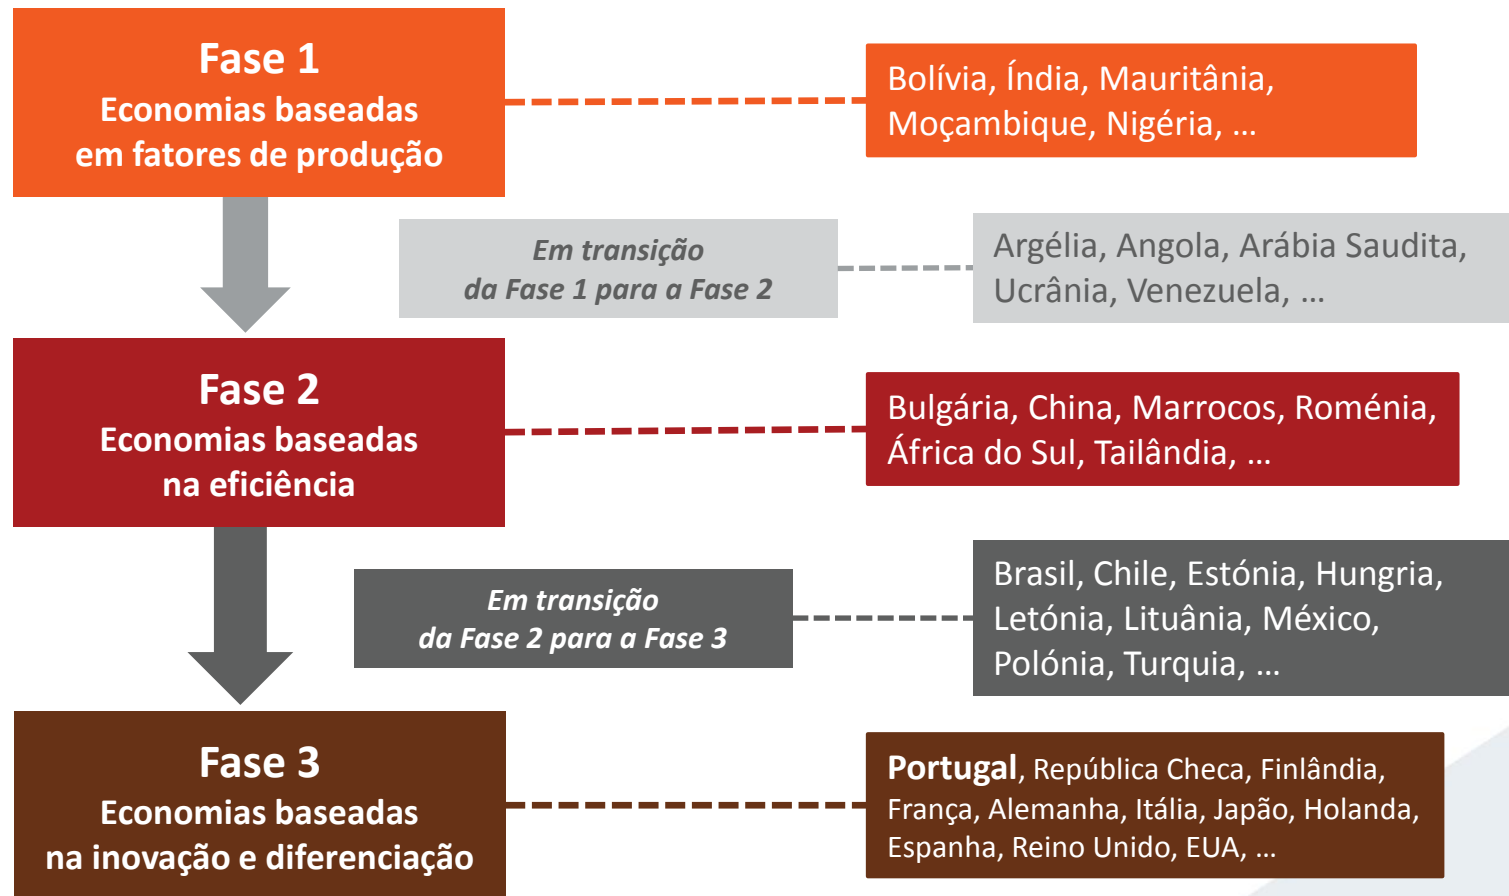 Fase 1
Economias baseadas
em fatores de produção
Bolívia, Índia, Mauritânia,
Moçambique, Nigéria, ...
Em transição
da Fase 1 para a Fase 2
Argélia, Angola, Arábia Saudita,
Ucrânia, Venezuela, ...
Fase 2
Economias baseadas
na eficiência
Bulgária, China, Marrocos, Roménia,
África do Sul, Tailândia, ...
Em transição
da Fase 2 para a Fase 3
Brasil, Chile, Estónia, Hungria,
Letónia, Lituânia, México,
Polónia, Turquia, ...
Fase 3
Economias baseadas
na inovação e diferenciação
Portugal, República Checa, Finlândia,
França, Alemanha, Itália, Japão, Holanda,
Espanha, Reino Unido, EUA, ...